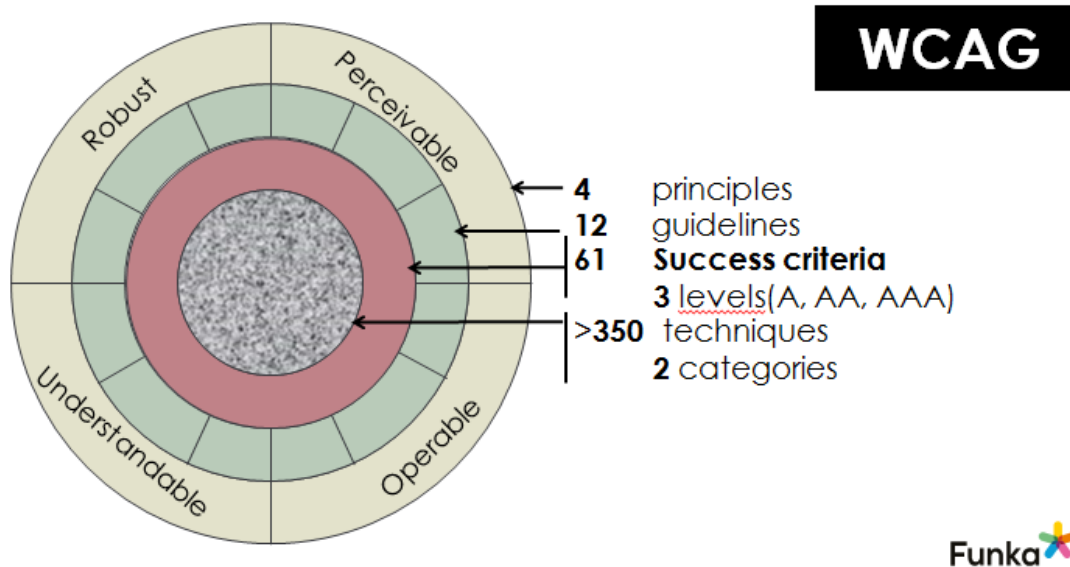 WCAG
Robust
Perceivable
Understandable
Operable
4 principles
12 guidelines
61 Success criteria
3 levels(A, AA, AAA)
>350 techniques
2 categories
Funka